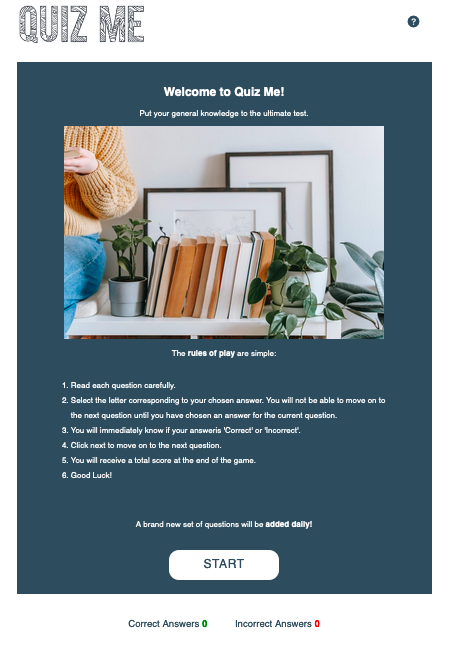 QUIZ ME
?
Welcome to Quiz Me!
Put your general knowledge to the ultimate test.
The rules of play are simple:
1. Read each question carefully.
2. Select the letter corresponding to your chosen answer. You will not be able to move on to
the next question until you have chosen an answer for the current question.
3. You will immediately know if your answeris 'Correct' or 'Incorrect'.
4. Click next to move on to the next question.
5. You will receive a total score at the end of the game.
6. Good Luck!
A brand new set of questions will be added daily!
START
Correct Answers 0 Incorrect Answers 0